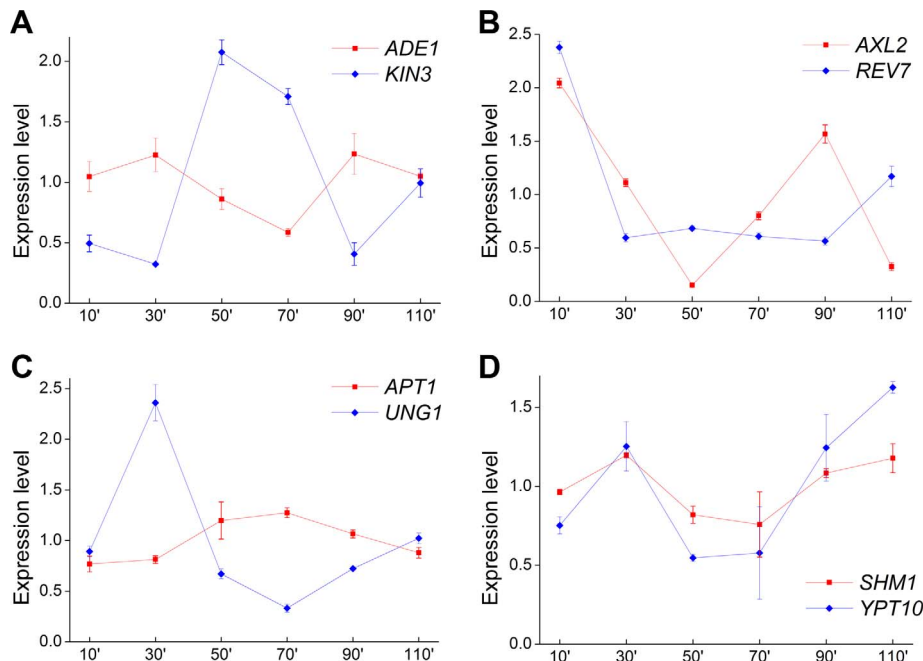 A
ADE1
KIN3
Expression level
2.0
1.5
1.0
0.5
0.0
10' 30' 50' 70' 90' 110'
B
AXL2
REV7
Expression level
2.5
2.0
1.5
1.0
0.5
0.0
10' 30' 50' 70' 90' 110'
C
APT1
UNG1
Expression level
2.5
2.0
1.5
1.0
0.5
0.0
10' 30' 50' 70' 90' 110'
D
Expression level
1.5
1.0
0.5
0.0
SHM1
YPT10
10' 30' 50' 70' 90' 110'